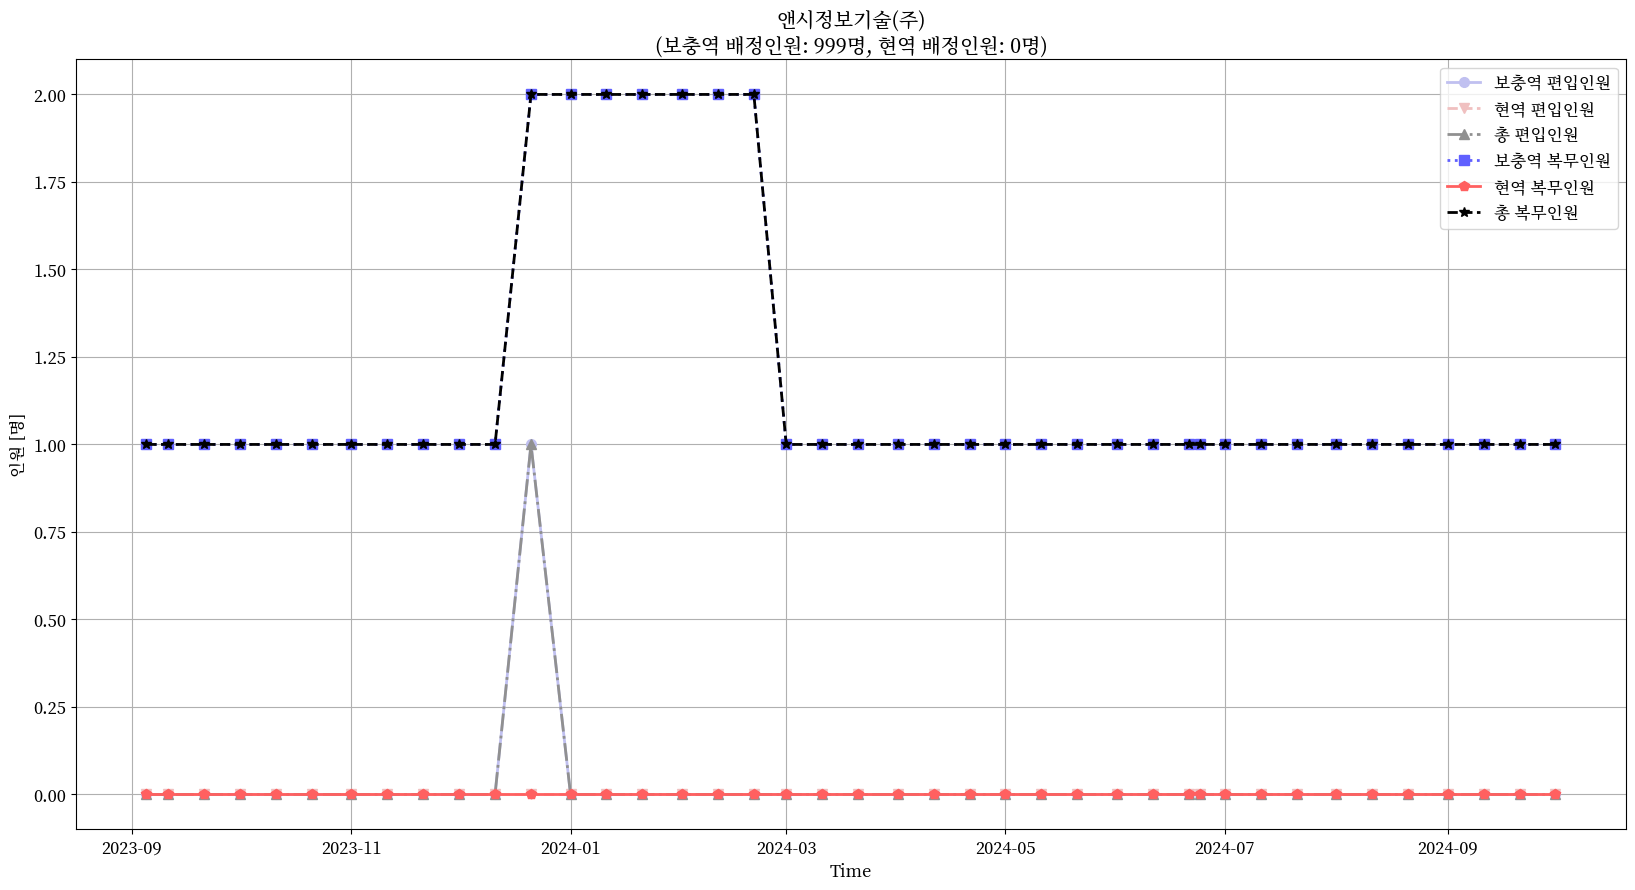 앤시정보기술(주)
(보충역 배정인원: 999명, 현역 배정인원: 0명)
보충역 편입인원
현역 편입인원
총 편입인원
보충역 복무인원
현역 복무인원
총 복무인원
2.00
1.75
1.50
1.25
1.00
0.75
0.50
0.25
0.00
인원 [명]
2023-09
2023-11
2024-01
2024-03
2024-05
2024-07
2024-09
Time